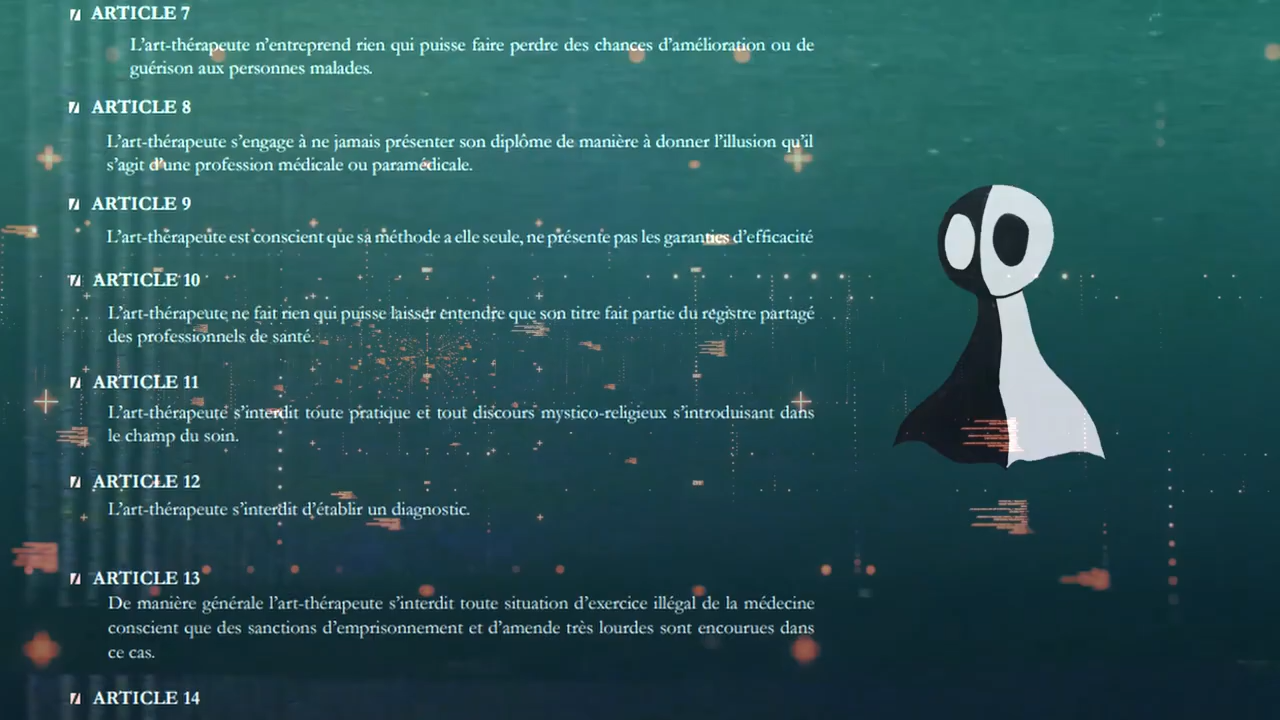 ARTICLE 7
L’art-thérapeute n’entreprend rien qui puisse faire perdre des chances d’amélioration ou de
guérison aux personnes malades.
ARTICLE 8
L’art-thérapeute s’engage à ne jamais présenter son diplôme de manière à donner l’illusion qu’il
s’agit d’une profession médicale ou paramédicale.
ARTICLE 9
L’art-thérapeute est conscient que sa méthode a elle seule, ne présente pas les garanties d’efficacité
ARTICLE 10
L’art-thérapeute ne fait rien qui puisse laisser entendre que son titre fait partie du registre partagé
des professionnels de santé.
ARTICLE 11
L’art-thérapeute s’interdit toute pratique et tout discours mystico-religieux s’introduisant dans
le champ du soin.
ARTICLE 12
L’art-thérapeute s’interdit d’établir un diagnostic.
ARTICLE 13
De manière générale l’art-thérapeute s’interdit toute situation d’exercice illégal de la médecine
conscient que des sanctions d’emprisonnement et d’amende très lourdes sont encourues dans
ce cas.
ARTICLE 14